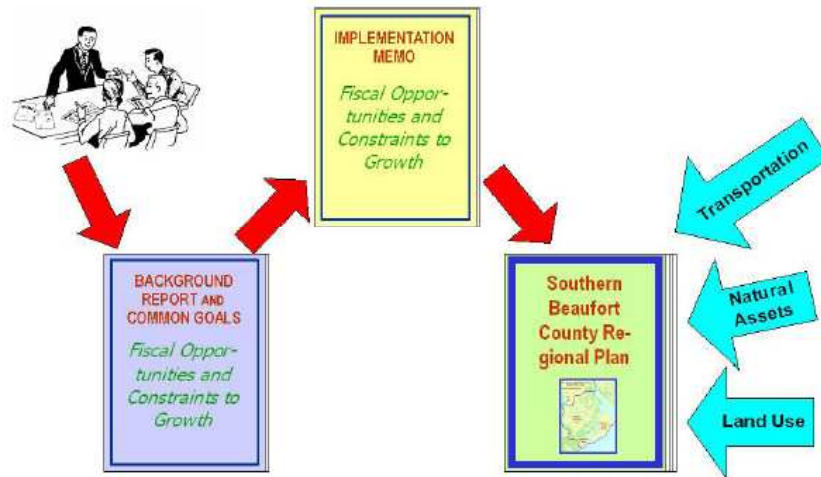 IMPLEMENTATION
MEMO
Fiscal Oppor-
tunities and
Constraints to
Growth
BACKGROUND
REPORT AND
COMMON GOALS
Fiscal Oppor-
tunities and
Constraints to
Growth
Southern
Beaufort
County Re-
gional Plan
Transportation
Natural
Assets
Land Use